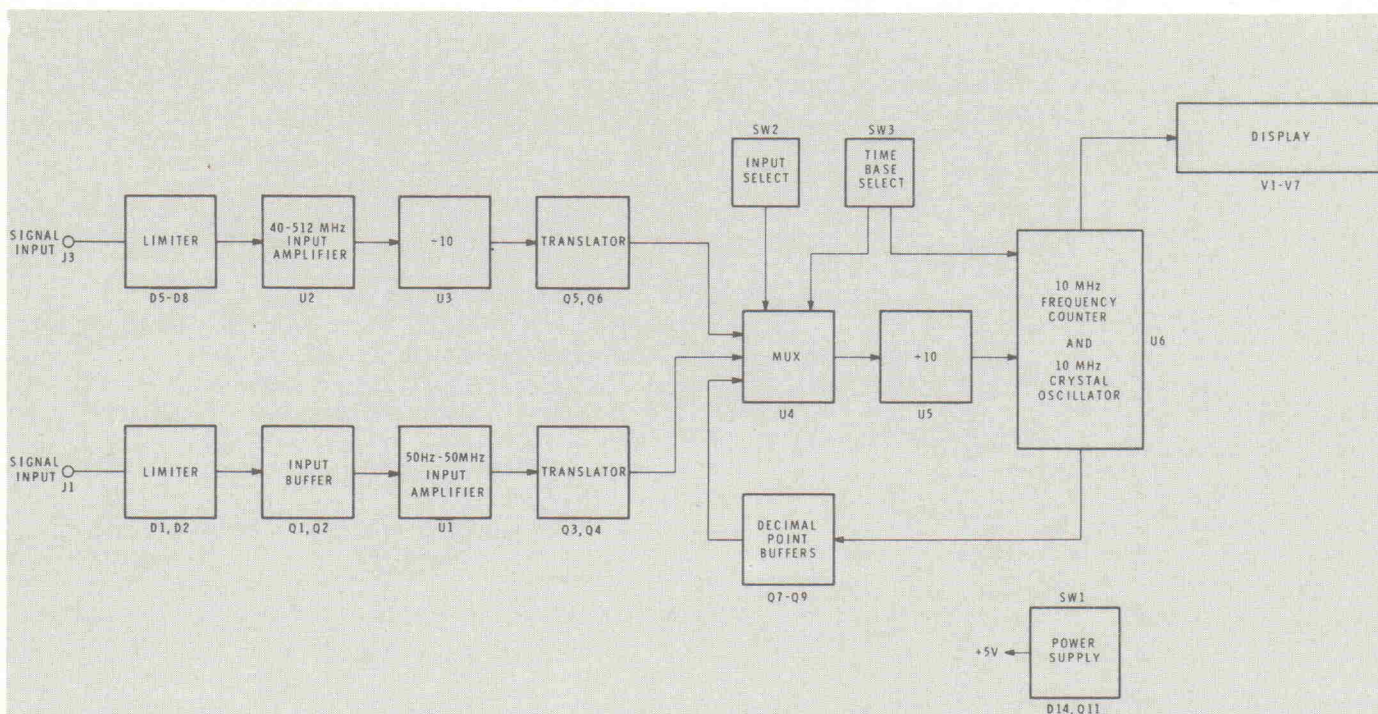 SW2
INPUT
SELECT
SW3
TIME
BASE
SELECT
DISPLAY
V1-V7
SIGNAL
INPUT
J3
LIMITER
D5-D8
40-512 MHz
INPUT
AMPLIFIER
U2
÷10
U3
TRANSLATOR
Q5, Q6
MUX
U4
÷10
U5
10 MHz
FREQUENCY
COUNTER
AND
10 MHz
CRYSTAL
OSCILLATOR
U6
SIGNAL
INPUT
J1
LIMITER
D1, D2
INPUT
BUFFER
Q1, Q2
50Hz-50MHz
INPUT
AMPLIFIER
U1
TRANSLATOR
Q3, Q4
DECIMAL
POINT
BUFFERS
Q7-Q9
SW1
+5V
POWER
SUPPLY
D14, Q11